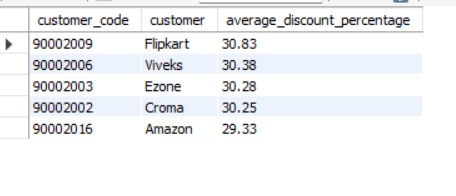 customer_code customer average_discount_percentage
90002009 Flipkart 30.83
90002006 Viveks 30.38
90002003 Ezone 30.28
90002002 Croma 30.25
90002016 Amazon 29.33